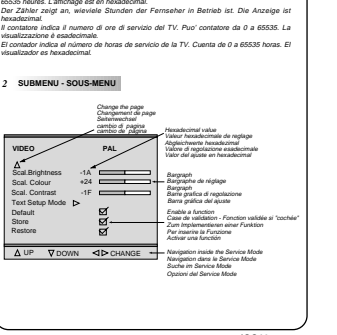 65535 heures. L'affichage est en hexadecimal.
Der Zähler zeigt an, wieviele Stunden der Fernseher in Betrieb ist. Die Anzeige ist
hexadezimal.
Il contatore indica il numero di ore di servizio del TV. Puo' contare da 0 a 65535. La
visualizzazione è esadecimale.
El contador indica el número de horas de servicio de la TV. Cuenta de 0 a 65535 horas. El
visualizador es hexadecimal.
2 SUBMENU - SOUS-MENU
Change the page
Changement de page
Seitenwechsel
cambio di pagina
cambio de página
Hexadecimal value
Valeur hexadecimale de reglage
Abgleichwerte hexadezimal
Valore di regolazione esadecimale
Valor del ajuste en hexadecimal
VIDEO PAL
Scal.Brightness -1A
Scal. Colour +24
Scal. Contrast -1F
Text Setup Mode
Default
Store
Restore
Bargraph
Bargraphe de réglage
Bargraph
Barre grafica di regolazione
Barra gráfica del ajuste
Enable a function
Case de validation - Fonction validée si "cochée"
Zum Implementieren einer Funktion
Per inserire la Funzione
Activar una función
UP DOWN CHANGE
Navigation inside the Service Mode
Navigation dans le Service Mode
Suche im Service Mode
Opzioni del Service Mode